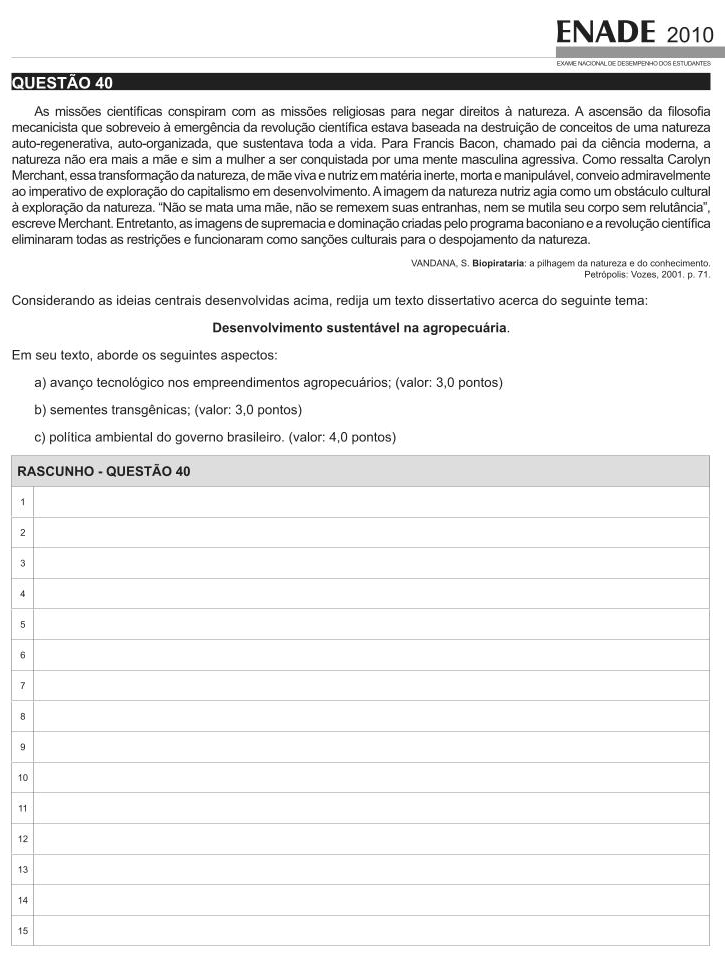 ENADE 2010
EXAME NACIONAL DE DESEMPENHO DOS ESTUDANTES
QUESTÃO 40
As missões científicas conspiram com as missões religiosas para negar direitos à natureza. A ascensão da filosofia
mecanicista que sobreveio à emergência da revolução científica estava baseada na destruição de conceitos de uma natureza
auto-regenerativa, auto-organizada, que sustentava toda a vida. Para Francis Bacon, chamado pai da ciência moderna, a
natureza não era mais a mãe e sim a mulher a ser conquistada por uma mente masculina agressiva. Como ressalta Carolyn
Merchant, essa transformação da natureza, de mãe viva e nutriz em matéria inerte, morta e manipulável, conveio admiravelmente
ao imperativo de exploração do capitalismo em desenvolvimento. A imagem da natureza nutriz agia como um obstáculo cultural
à exploração da natureza. “Não se mata uma mãe, não se remexem suas entranhas, nem se mutila seu corpo sem relutância”,
escreve Merchant. Entretanto, as imagens de supremacia e dominação criadas pelo programa baconiano e a revolução científica
eliminaram todas as restrições e funcionaram como sanções culturais para o despojamento da natureza.
VANDANA, S. Biopirataria: a pilhagem da natureza e do conhecimento.
Petrópolis: Vozes, 2001. p. 71.
Considerando as ideias centrais desenvolvidas acima, redija um texto dissertativo acerca do seguinte tema:
Desenvolvimento sustentável na agropecuária.
Em seu texto, aborde os seguintes aspectos:
a) avanço tecnológico nos empreendimentos agropecuários; (valor: 3,0 pontos)
b) sementes transgênicas; (valor: 3,0 pontos)
c) política ambiental do governo brasileiro. (valor: 4,0 pontos)
RASCUNHO - QUESTÃO 40
1
2
3
4
5
6
7
8
9
10
11
12
13
14
15